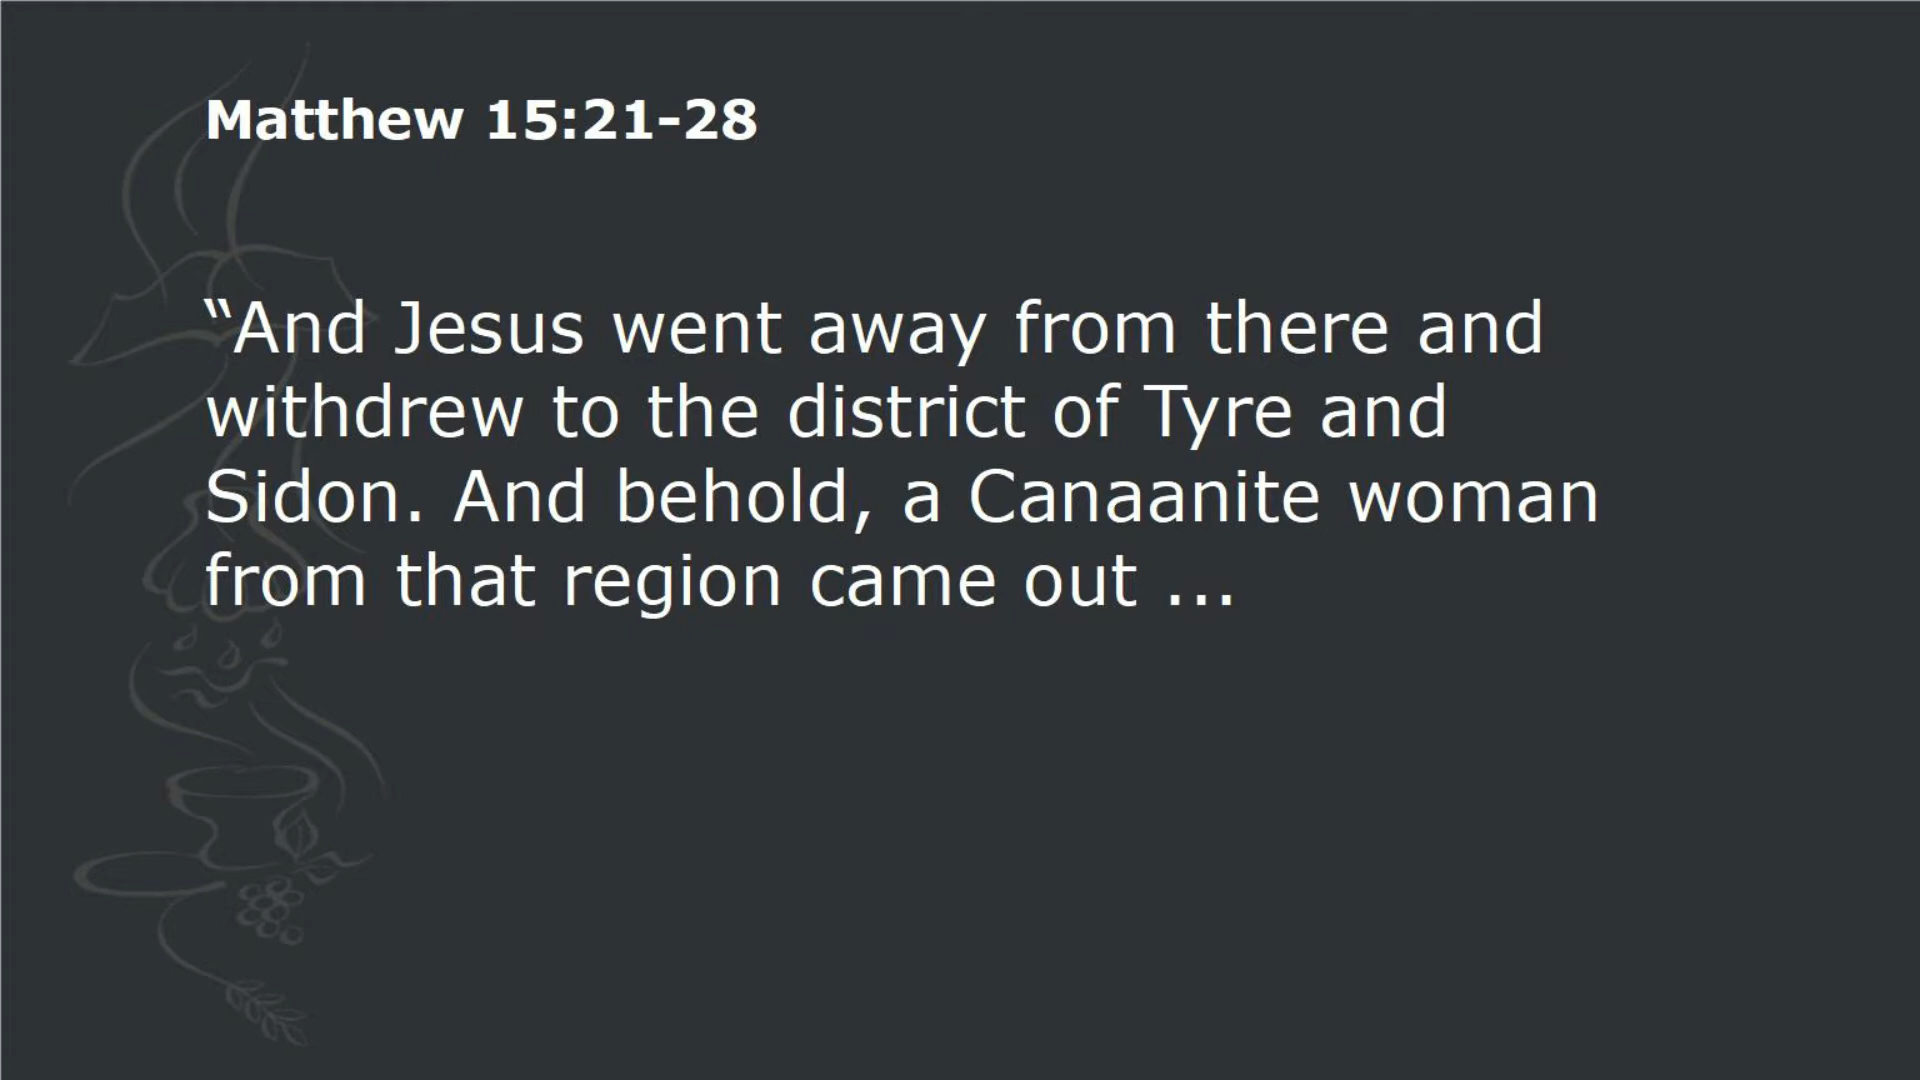 Matthew 15:21-28
“And Jesus went away from there and
withdrew to the district of Tyre and
Sidon. And behold, a Canaanite woman
from that region came out ...